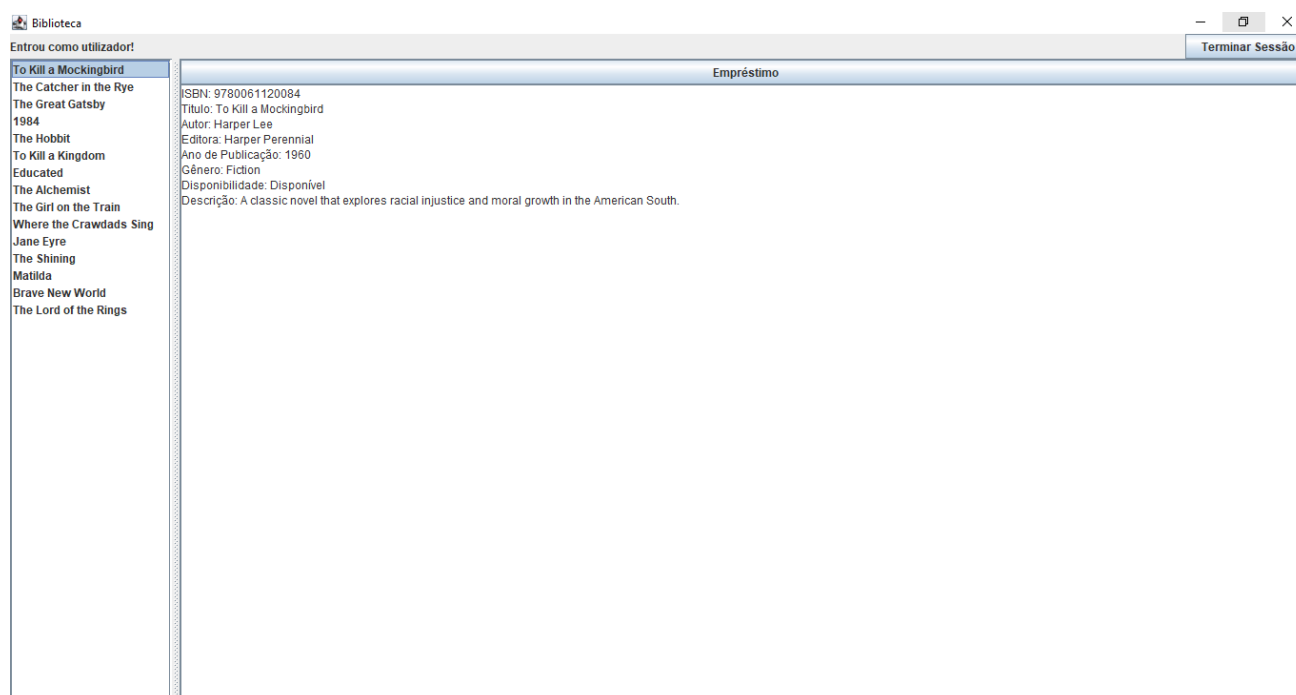 Biblioteca
Entrou como utilizador!
Terminar Sessão
To Kill a Mockingbird
The Catcher in the Rye
The Great Gatsby
1984
The Hobbit
To Kill a Kingdom
Educated
The Alchemist
The Girl on the Train
Where the Crawdads Sing
Jane Eyre
The Shining
Matilda
Brave New World
The Lord of the Rings
Empréstimo
ISBN: 9780061120084
Titulo: To Kill a Mockingbird
Autor: Harper Lee
Editora: Harper Perennial
Ano de Publicação: 1960
Gênero: Fiction
Disponibilidade: Disponível
Descrição: A classic novel that explores racial injustice and moral growth in the American South.